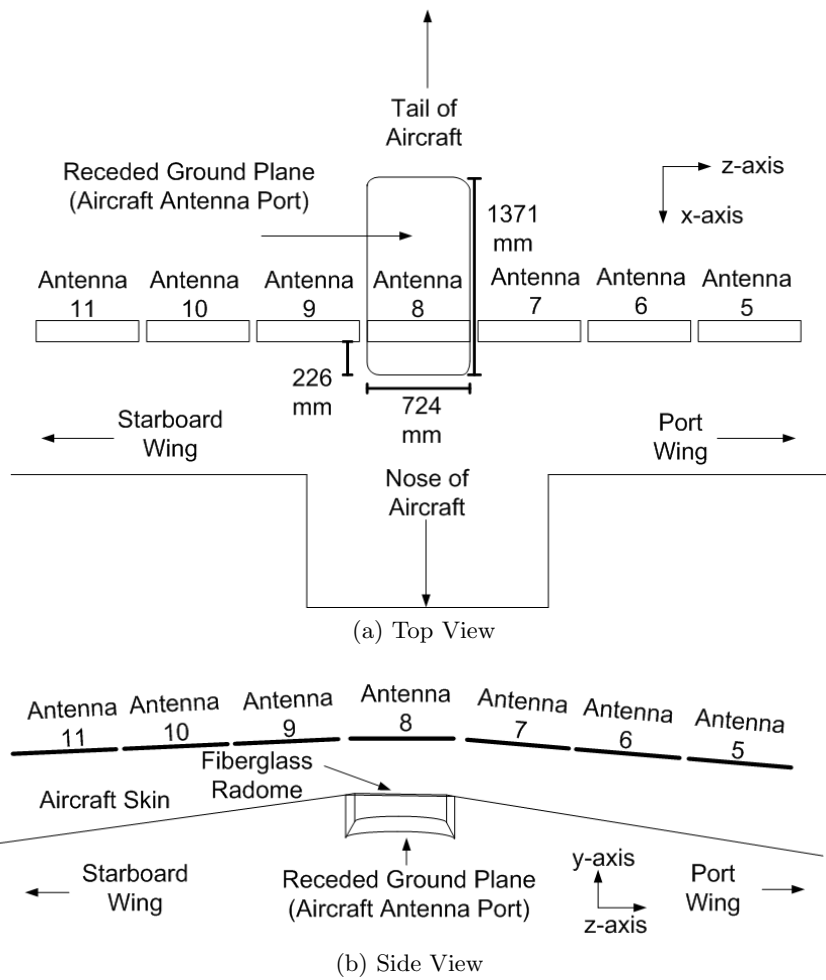 Tail of
Aircraft
Receded Ground Plane
(Aircraft Antenna Port)
z-axis
x-axis
1371
mm
Antenna
11
Antenna
10
Antenna
9
Antenna
8
Antenna
7
Antenna
6
Antenna
5
226
mm
724
mm
Starboard
Wing
Port
Wing
Nose of
Aircraft
(a) Top View
Antenna
11
Antenna
10
Antenna
9
Antenna
8
Antenna
7
Antenna
6
Antenna
5
Fiberglass
Radome
Aircraft Skin
Starboard
Wing
Receded Ground Plane
(Aircraft Antenna Port)
y-axis
z-axis
Port
Wing
(b) Side View